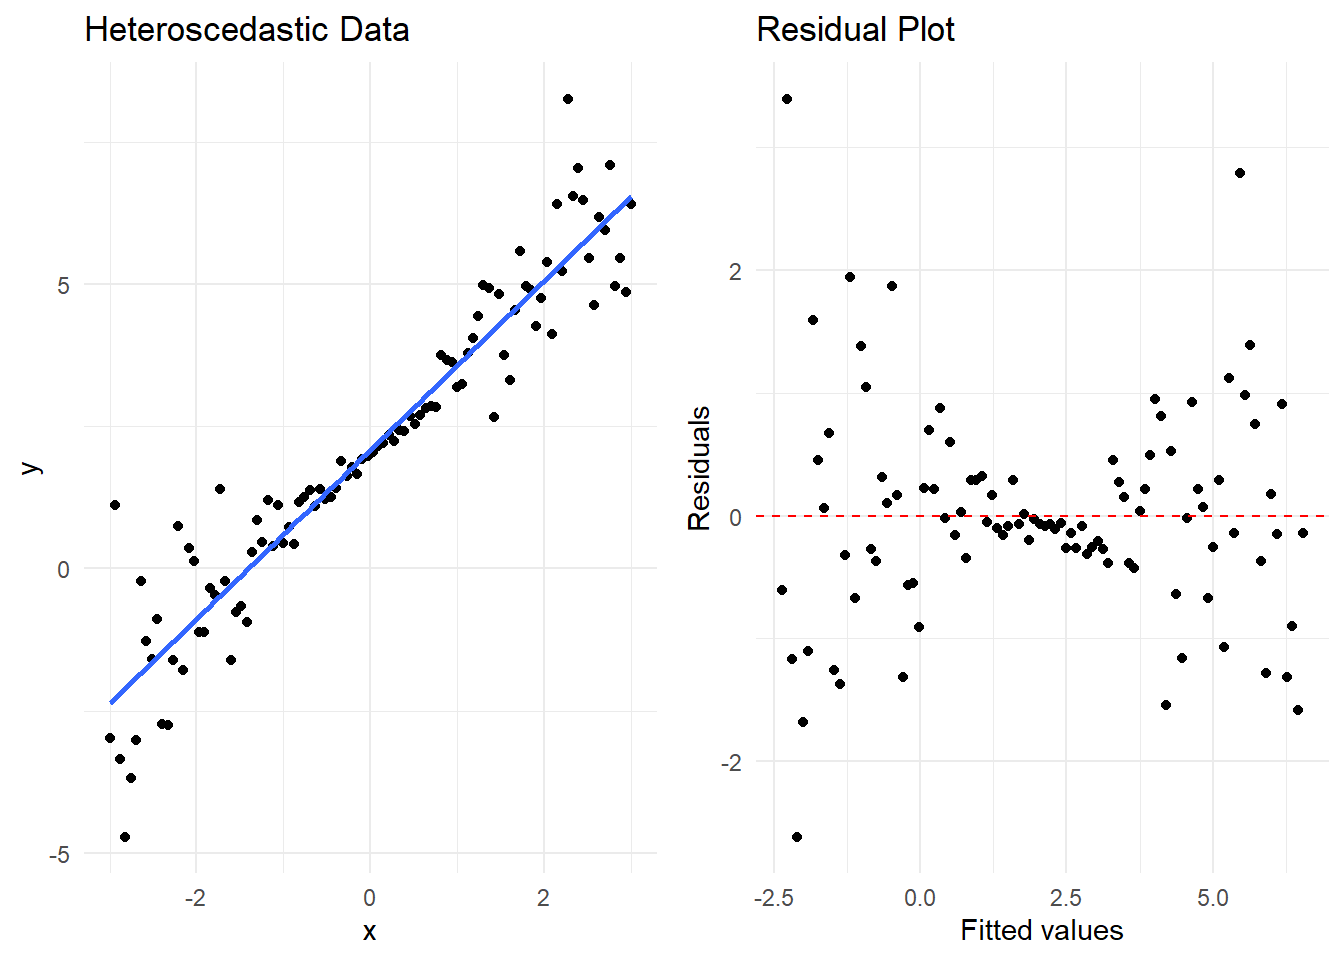 Heteroscedastic Data
y
5
0
-5
-2
0
2
x
Residual Plot
Residuals
2
0
-2
-2.5
0.0
2.5
5.0
Fitted values